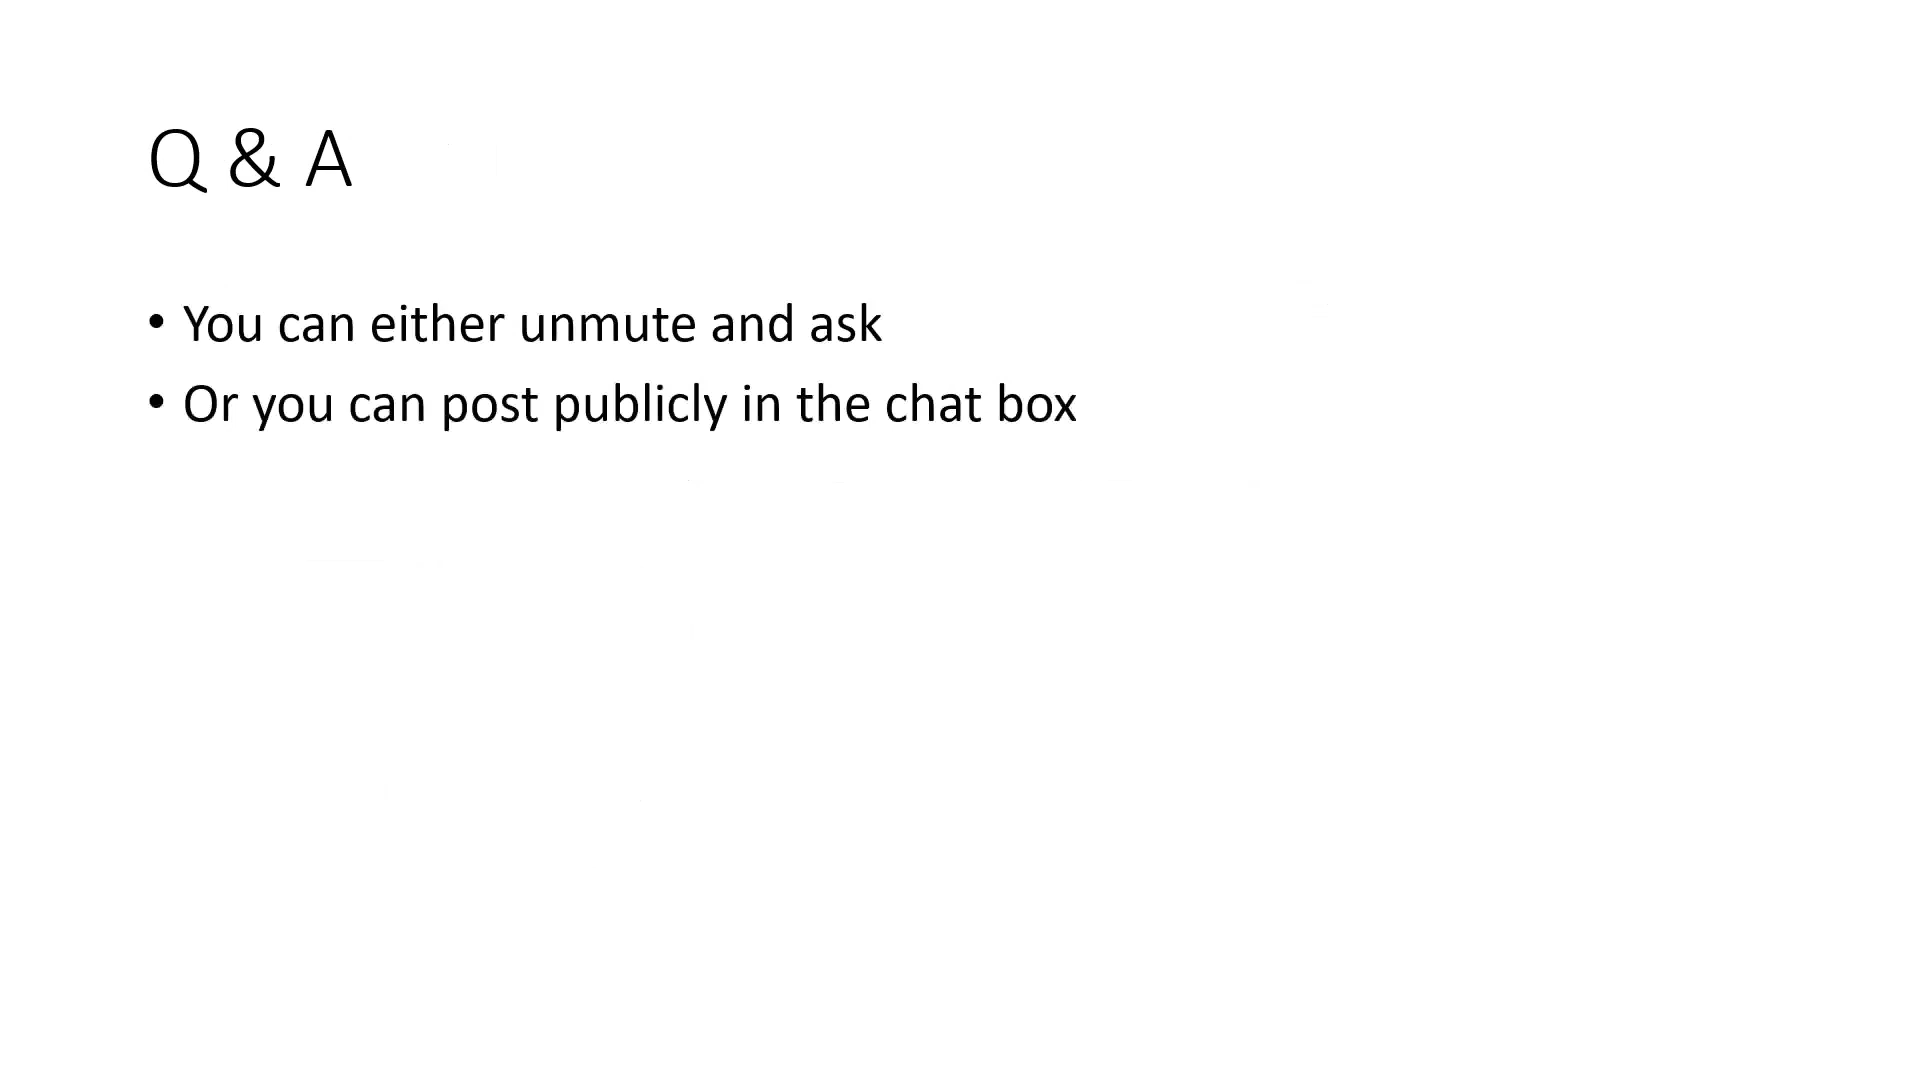 Q & A
• You can either unmute and ask
• Or you can post publicly in the chat box